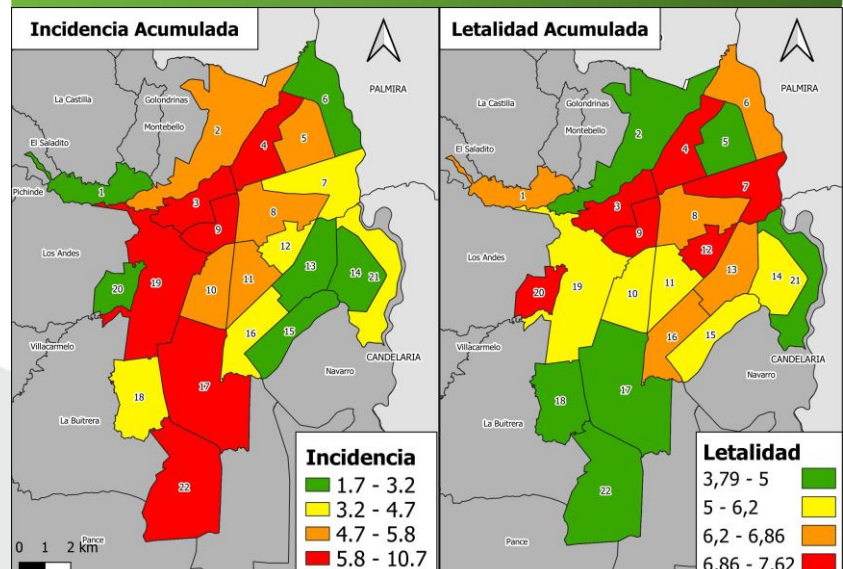 Incidencia Acumulada
La Castilla
Golondrinas
Montebello
El Saladito
Pichinde
Los Andes
Villacarmelo
La Buitrera
Pance
PALMIRA
CANDELARIA
Navarro
1
2
3
4
5
6
7
8
9
10
11
12
13
14
15
16
17
18
19
20
21
22
0 1 2 km
Incidencia
1.7 - 3.2
3.2 - 4.7
4.7 - 5.8
5.8 - 10.7
Letalidad Acumulada
La Castilla
Golondrinas
Montebello
El Saladito
Pichinde
Los Andes
Villacarmelo
La Buitrera
Pance
PALMIRA
CANDELARIA
Navarro
1
2
3
4
5
6
7
8
9
10
11
12
13
14
15
16
17
18
19
20
21
22
Letalidad
3,79 - 5
5 - 6,2
6,2 - 6,86
6,86 - 7,62